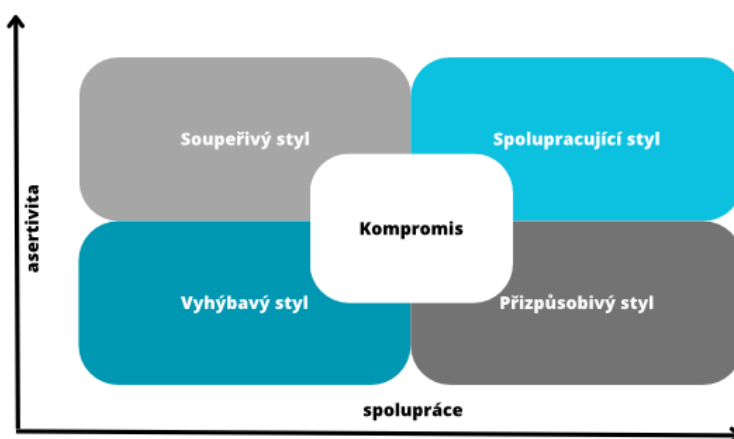 Soupeřivý styl
Spolupracující styl
asertivita
Kompromis
Vyhýbavý styl
Přizpůsobivý styl
spolupráce